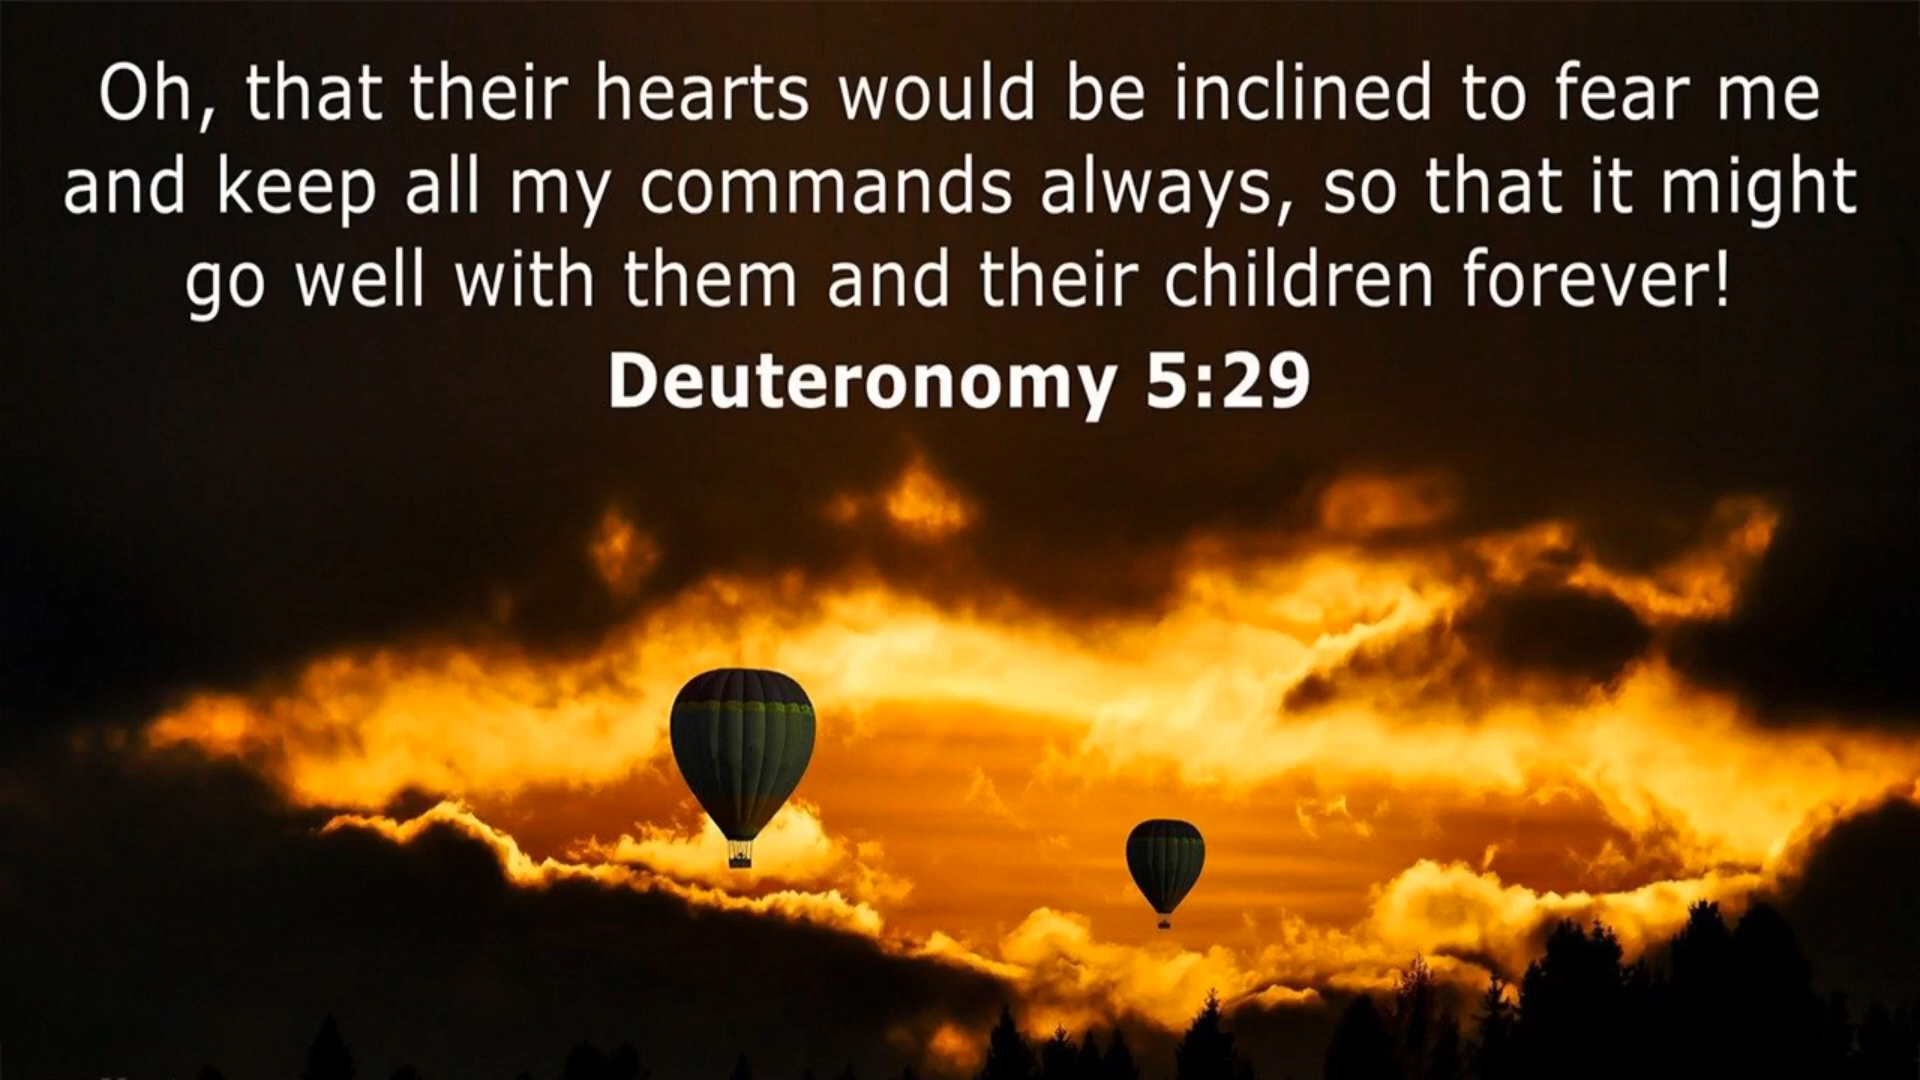 Oh, that their hearts would be inclined to fear me
and keep all my commands always, so that it might
go well with them and their children forever!
Deuteronomy 5:29